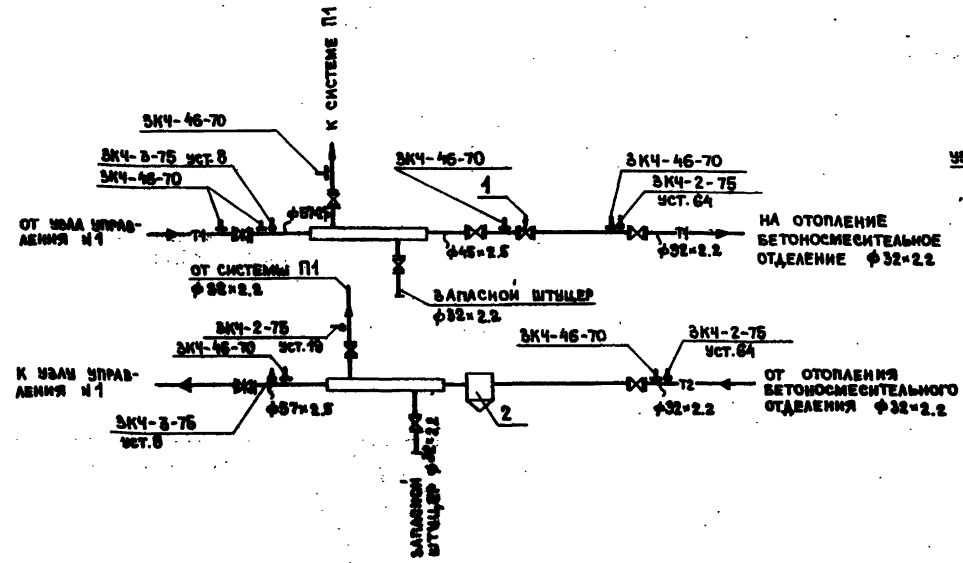 К СИСТЕМЕ П1
ЗКЧ-46-70
ЗКЧ-3-75 УСТ.8
ЗКЧ-46-70
ЗКЧ-46-70
1
ЗКЧ-46-70
ЗКЧ-2-75
УСТ.64
ОТ УЗЛА УПРАВ-
ЛЕНИЯ N1
Т1
ф45×2.5
Т1
ф32×2.2
НА ОТОПЛЕНИЕ
БЕТОНОСМЕСИТЕЛЬНОЕ
ОТДЕЛЕНИЕ ф32×2.2
ОТ СИСТЕМЫ П1
ф32×2.2
ЗАПАСНОЙ ШТУЦЕР
ф32×2.2
ЗКЧ-2-75
УСТ.19
ЗКЧ-46-70
ЗКЧ-46-70
ЗКЧ-2-75
УСТ.64
К УЗЛУ УПРАВ-
ЛЕНИЯ N1
ф57×2.5
Т2
ф32×2.2
ОТ ОТОПЛЕНИЯ
БЕТОНОСМЕСИТЕЛЬНОГО
ОТДЕЛЕНИЯ ф32×2.2
ЗКЧ-3-75
УСТ.8
2
ЗАПАСНОЙ
ШТУЦЕР ф32×2.2